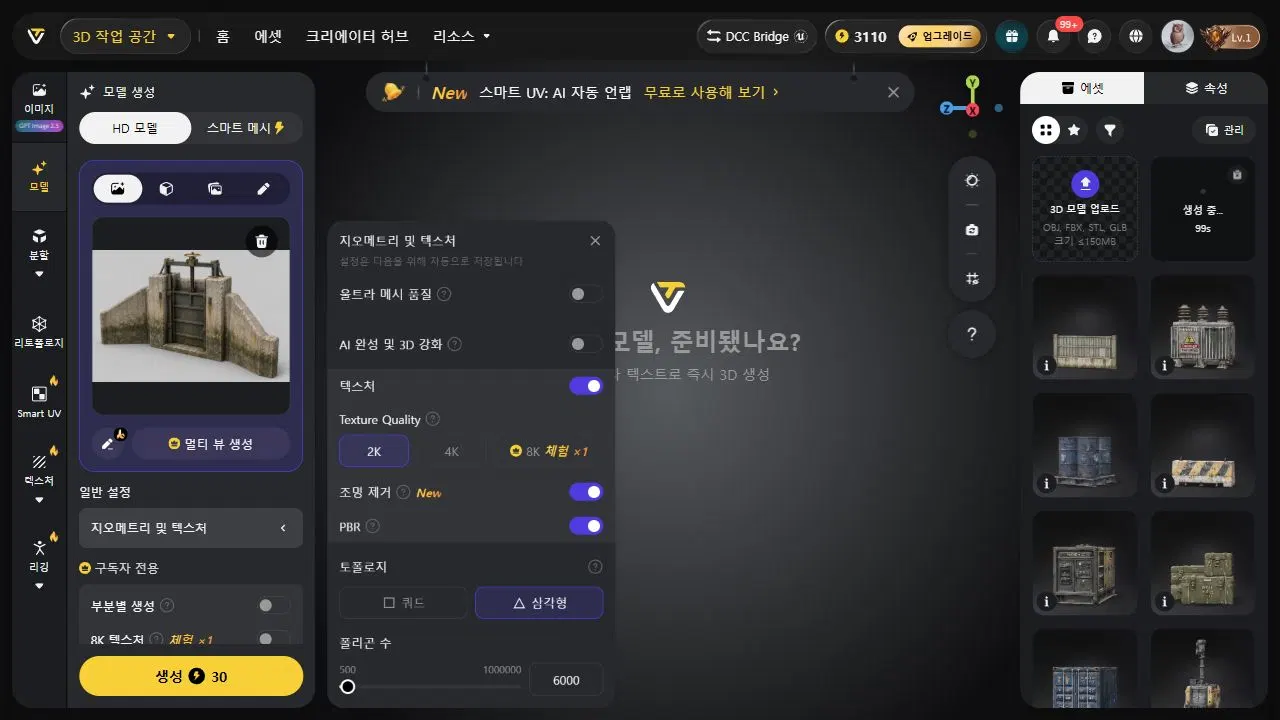 3D 작업 공간
홈
에셋
크리에이터 허브
리소스
DCC Bridge
3110
업그레이드
99+
Lv.1
이미지
GPT Image 2.5
모델
분할
리토폴로지
Smart UV
텍스처
리깅
모델 생성
HD 모델
스마트 메시
멀티 뷰 생성
일반 설정
지오메트리 및 텍스처
구독자 전용
부분별 생성
8K 텍스처 체험 ×1
생성 30
New 스마트 UV: AI 자동 언랩 무료로 사용해 보기 ›
지오메트리 및 텍스처
설정은 다음을 위해 자동으로 저장됩니다
울트라 메시 품질 ?
AI 완성 및 3D 강화 ?
텍스처
Texture Quality ?
2K
4K
8K 체험 ×1
조명 제거 ? New
PBR ?
토폴로지 ?
쿼드
삼각형
폴리곤 수
500
1000000
6000
모델, 준비됐나요?
텍스트로 즉시 3D 생성
Y
Z
X
?
에셋
속성
관리
3D 모델 업로드
OBJ, FBX, STL, GLB
크기 ≤150MB
생성 중...
99s